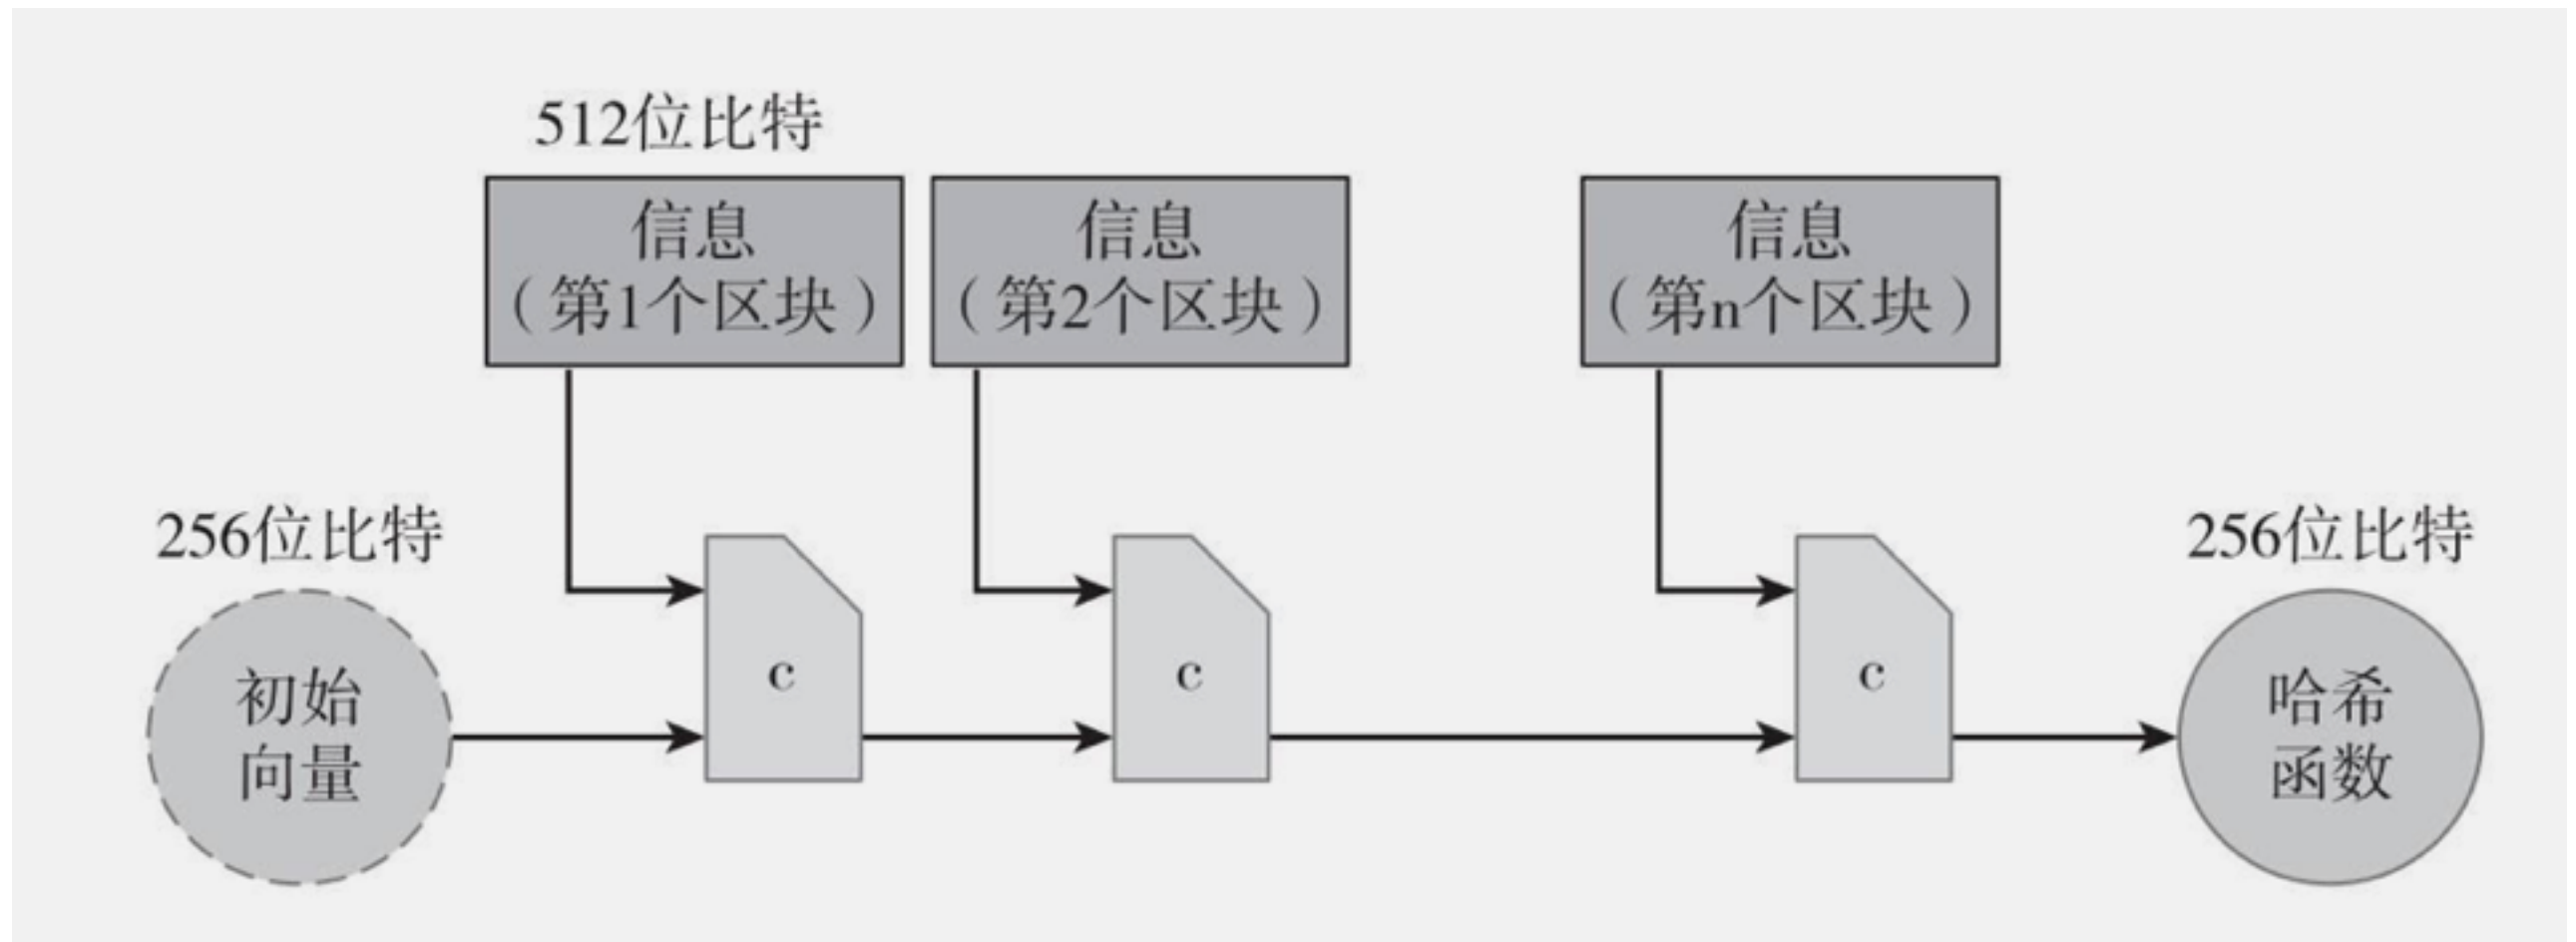 512位比特
信息
（第1个区块）
信息
（第2个区块）
信息
（第n个区块）
256位比特
初始
向量
c
c
c
256位比特
哈希
函数